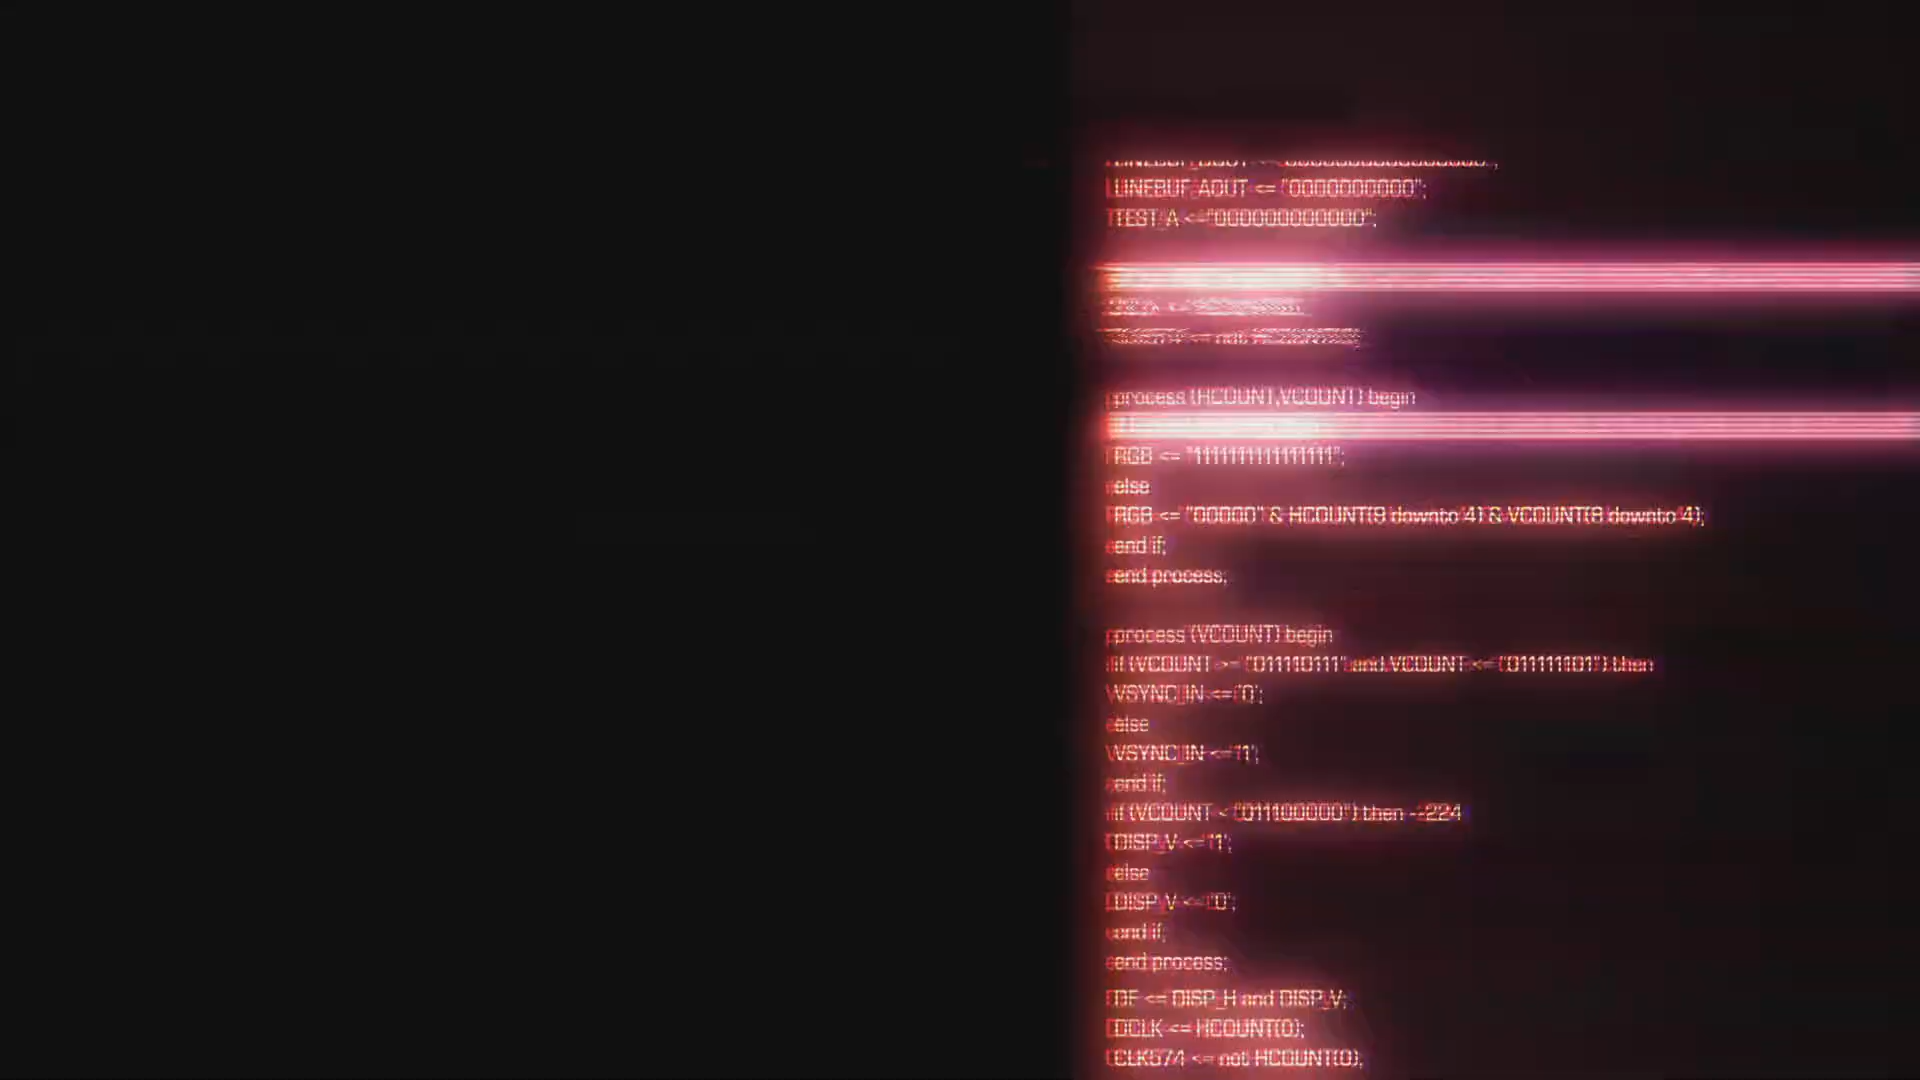 LINEBUF_AOUT <= "0000000000";
TEST_A <= "000000000000";
process (HCOUNT,VCOUNT) begin
RGB <= "1111111111111111";
else
RGB <= "00000" & HCOUNT(8 downto 4) & VCOUNT(8 downto 4);
end if;
end process;
process (VCOUNT) begin
if (VCOUNT >= "011110111" and VCOUNT <= "011111101") then
VSYNC_IN <= '0';
else
VSYNC_IN <= '1';
end if;
if (VCOUNT < "011100000") then --224
DISP_V <= '1';
else
DISP_V <= '0';
end if;
end process;
DE <= DISP_H and DISP_V;
DCLK <= HCOUNT(0);
CLK574 <= not HCOUNT(0);